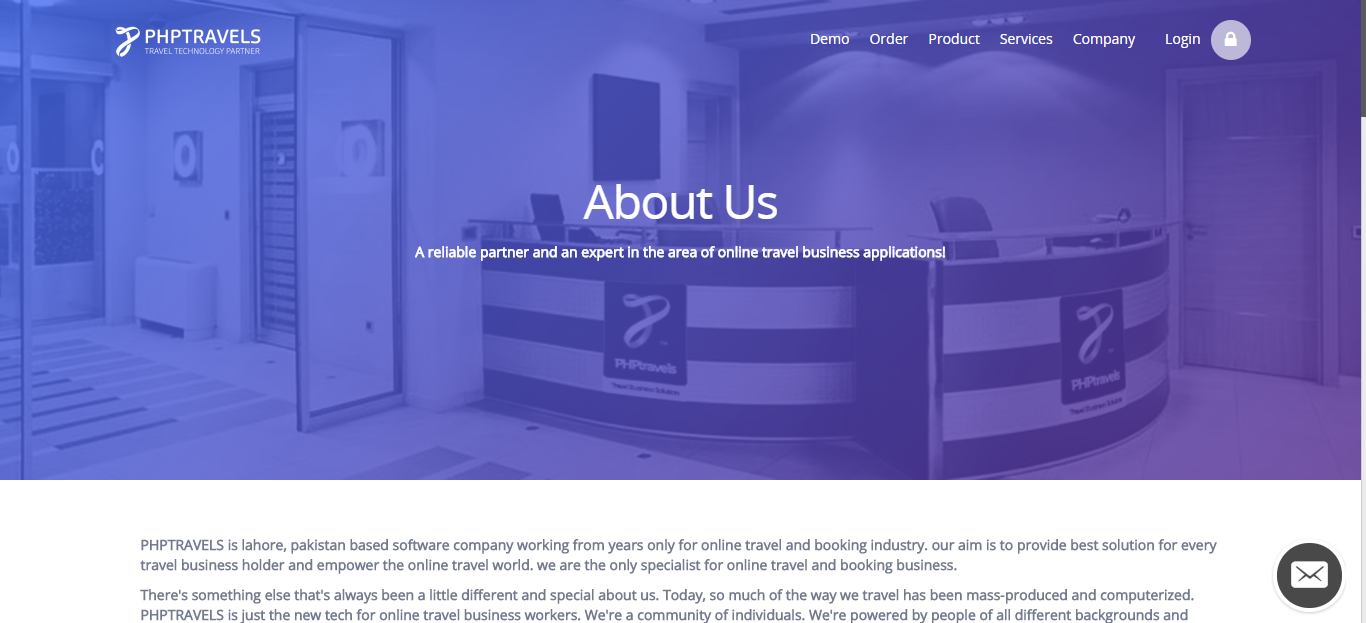 PHPTRAVELS
TRAVEL TECHNOLOGY PARTNER
Demo Order Product Services Company Login
About Us
A reliable partner and an expert in the area of online travel business applications!
PHPtravels
Travel Business Solution
PHPtravels
Travel Business Solution
PHPTRAVELS is lahore, pakistan based software company working from years only for online travel and booking industry. our aim is to provide best solution for every
travel business holder and empower the online travel world. we are the only specialist for online travel and booking business.
There's something else that's always been a little different and special about us. Today, so much of the way we travel has been mass-produced and computerized.
PHPTRAVELS is just the new tech for online travel business workers. We're a community of individuals. We're powered by people of all different backgrounds and